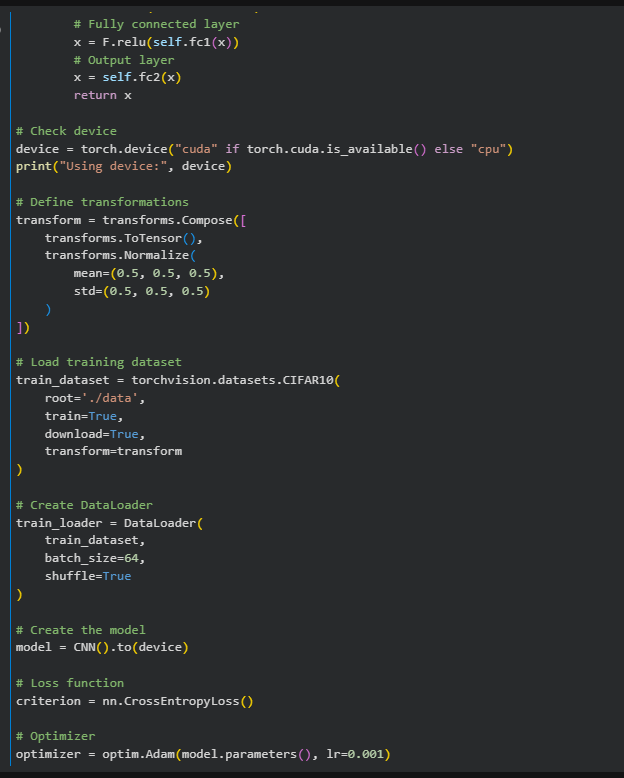 # Fully connected layer
        x = F.relu(self.fc1(x))
        # Output layer
        x = self.fc2(x)
        return x

# Check device
device = torch.device("cuda" if torch.cuda.is_available() else "cpu")
print("Using device:", device)

# Define transformations
transform = transforms.Compose([
    transforms.ToTensor(),
    transforms.Normalize(
        mean=(0.5, 0.5, 0.5),
        std=(0.5, 0.5, 0.5)
    )
])

# Load training dataset
train_dataset = torchvision.datasets.CIFAR10(
    root='./data',
    train=True,
    download=True,
    transform=transform
)

# Create DataLoader
train_loader = DataLoader(
    train_dataset,
    batch_size=64,
    shuffle=True
)

# Create the model
model = CNN().to(device)

# Loss function
criterion = nn.CrossEntropyLoss()

# Optimizer
optimizer = optim.Adam(model.parameters(), lr=0.001)